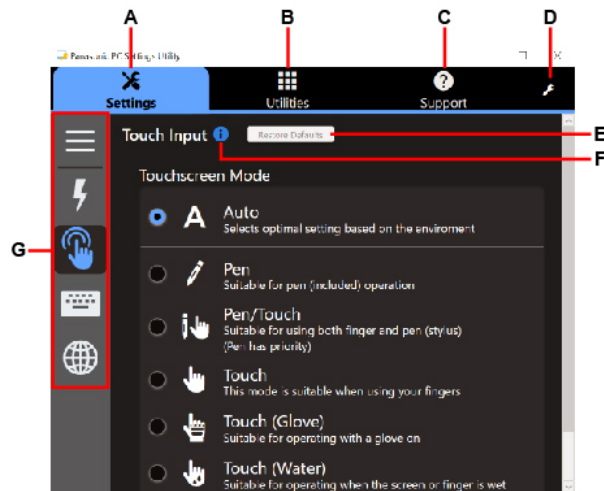 A
B
C
D
Panasonic PC Settings Utility
Settings
Utilities
Support
Touch Input
Restore Defaults
E
F
Touchscreen Mode
G
A
Auto
Selects optimal setting based on the enviroment
Pen
Suitable for pen (included) operation
Pen/Touch
Suitable for using both finger and pen (stylus)
(Pen has priority)
Touch
This mode is suitable when using your fingers
Touch (Glove)
Suitable for operating with a glove on
Touch (Water)
Suitable for operating when the screen or finger is wet